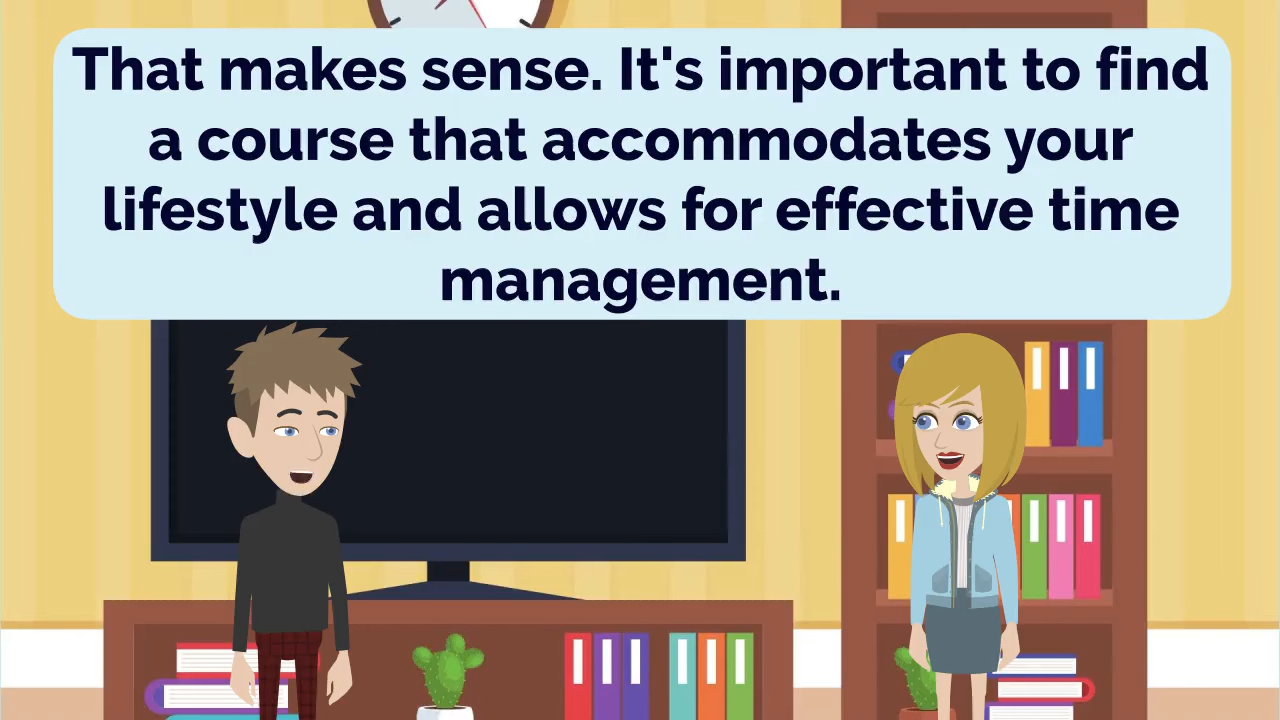 That makes sense. It's important to find
a course that accommodates your
lifestyle and allows for effective time
management.